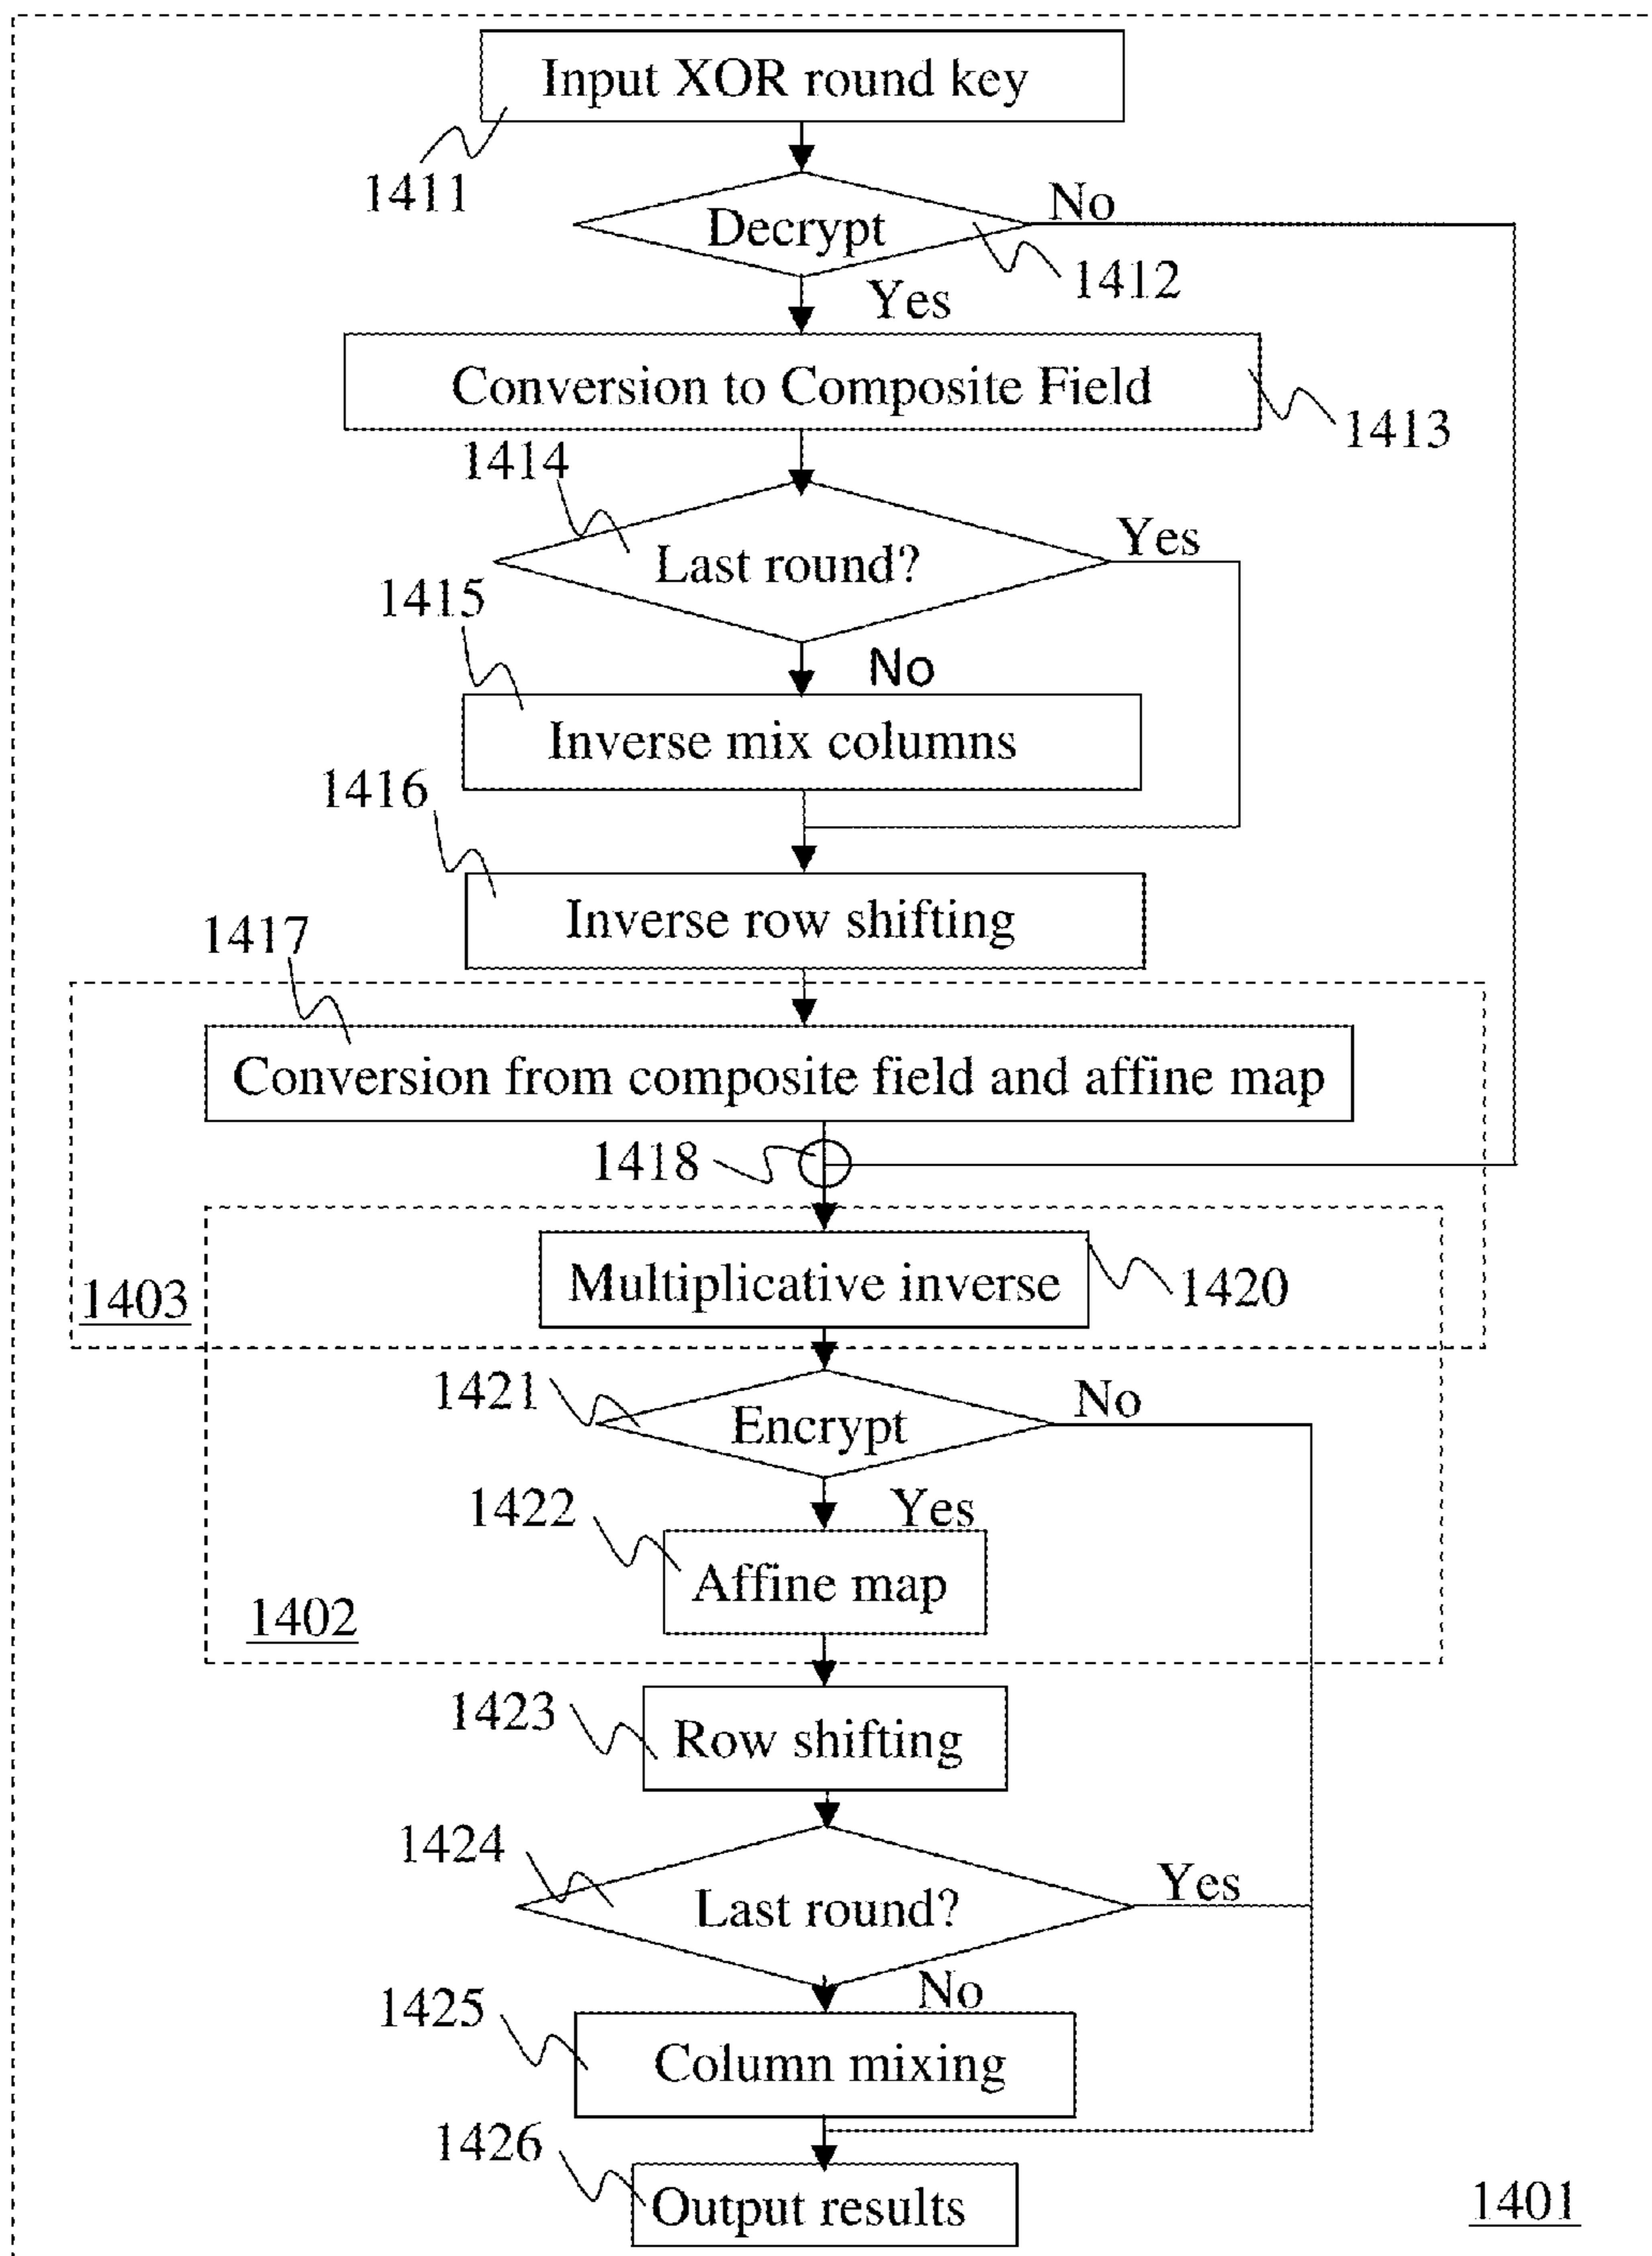 Input XOR round key
1411
Decrypt
No
1412
Yes
Conversion to Composite Field
1413
1414
Last round?
Yes
1415
No
Inverse mix columns
1416
Inverse row shifting
1417
Conversion from composite field and affine map
1418
Multiplicative inverse
1420
1403
1421
Encrypt
No
1422
Yes
Affine map
1402
1423
Row shifting
1424
Last round?
Yes
No
1425
Column mixing
1426
Output results
1401